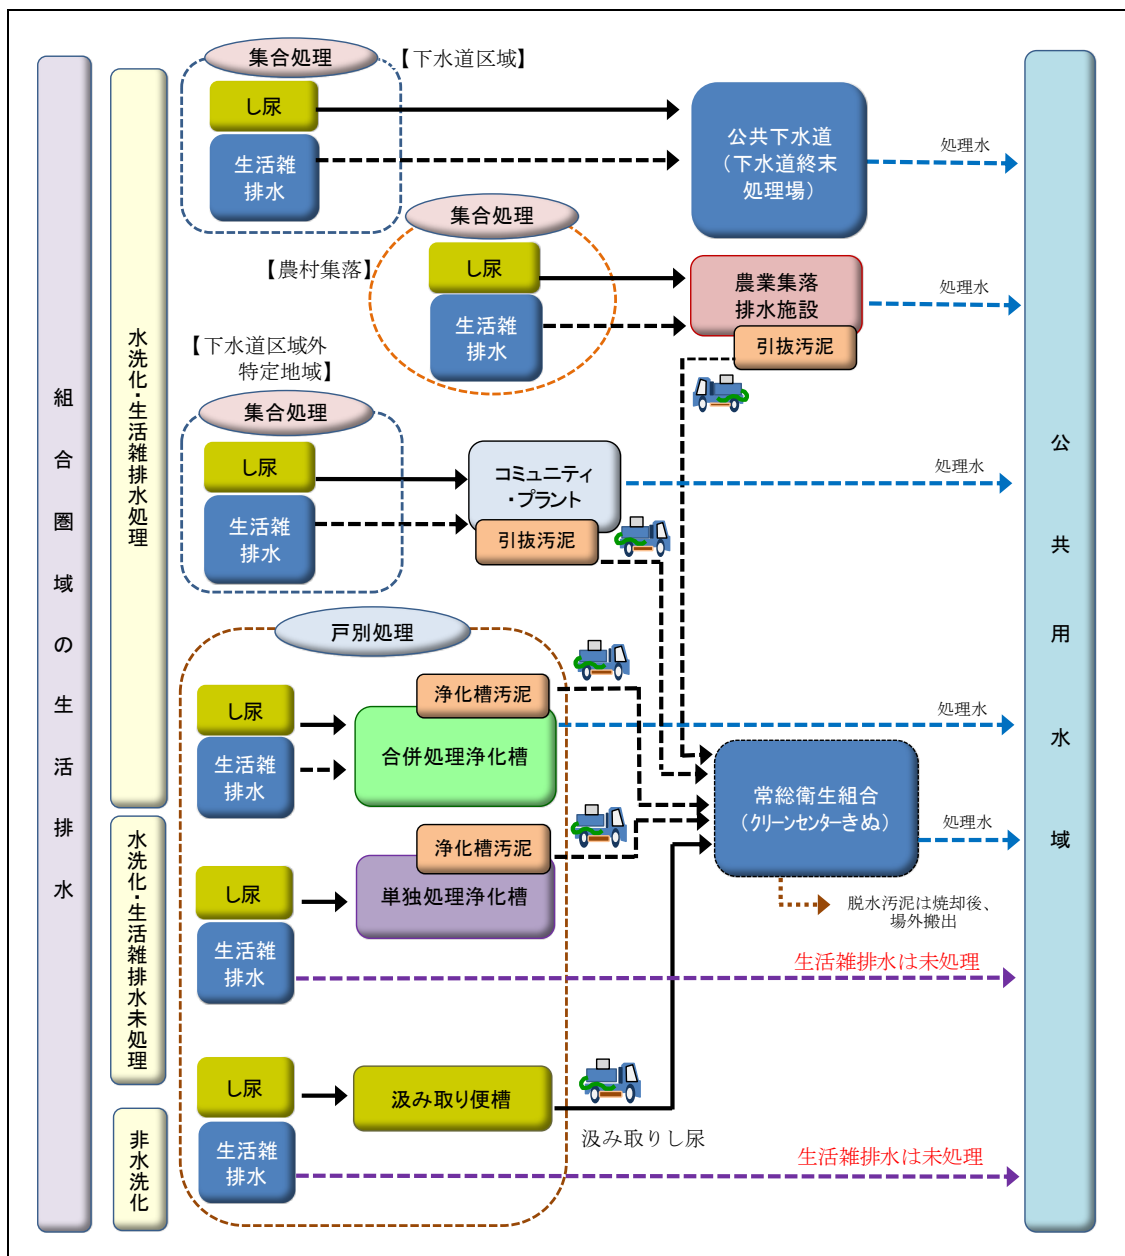 組合圏域の生活排水
水洗化・生活雑排水処理
水洗化・生活雑排水未処理
非水洗化
集合処理
【下水道区域】
し尿
生活雑
排水
公共下水道
（下水道終末
処理場）
処理水
集合処理
【農村集落】
し尿
生活雑
排水
農業集落
排水施設
引抜汚泥
処理水
【下水道区域外
特定地域】
集合処理
し尿
生活雑
排水
コミュニティ
・プラント
引抜汚泥
処理水
戸別処理
し尿
生活雑
排水
浄化槽汚泥
合併処理浄化槽
処理水
し尿
生活雑
排水
浄化槽汚泥
単独処理浄化槽
常総衛生組合
（クリーンセンターきぬ）
処理水
脱水汚泥は焼却後、
場外搬出
生活雑排水は未処理
し尿
生活雑
排水
汲み取り便槽
汲み取りし尿
生活雑排水は未処理
公共用水域